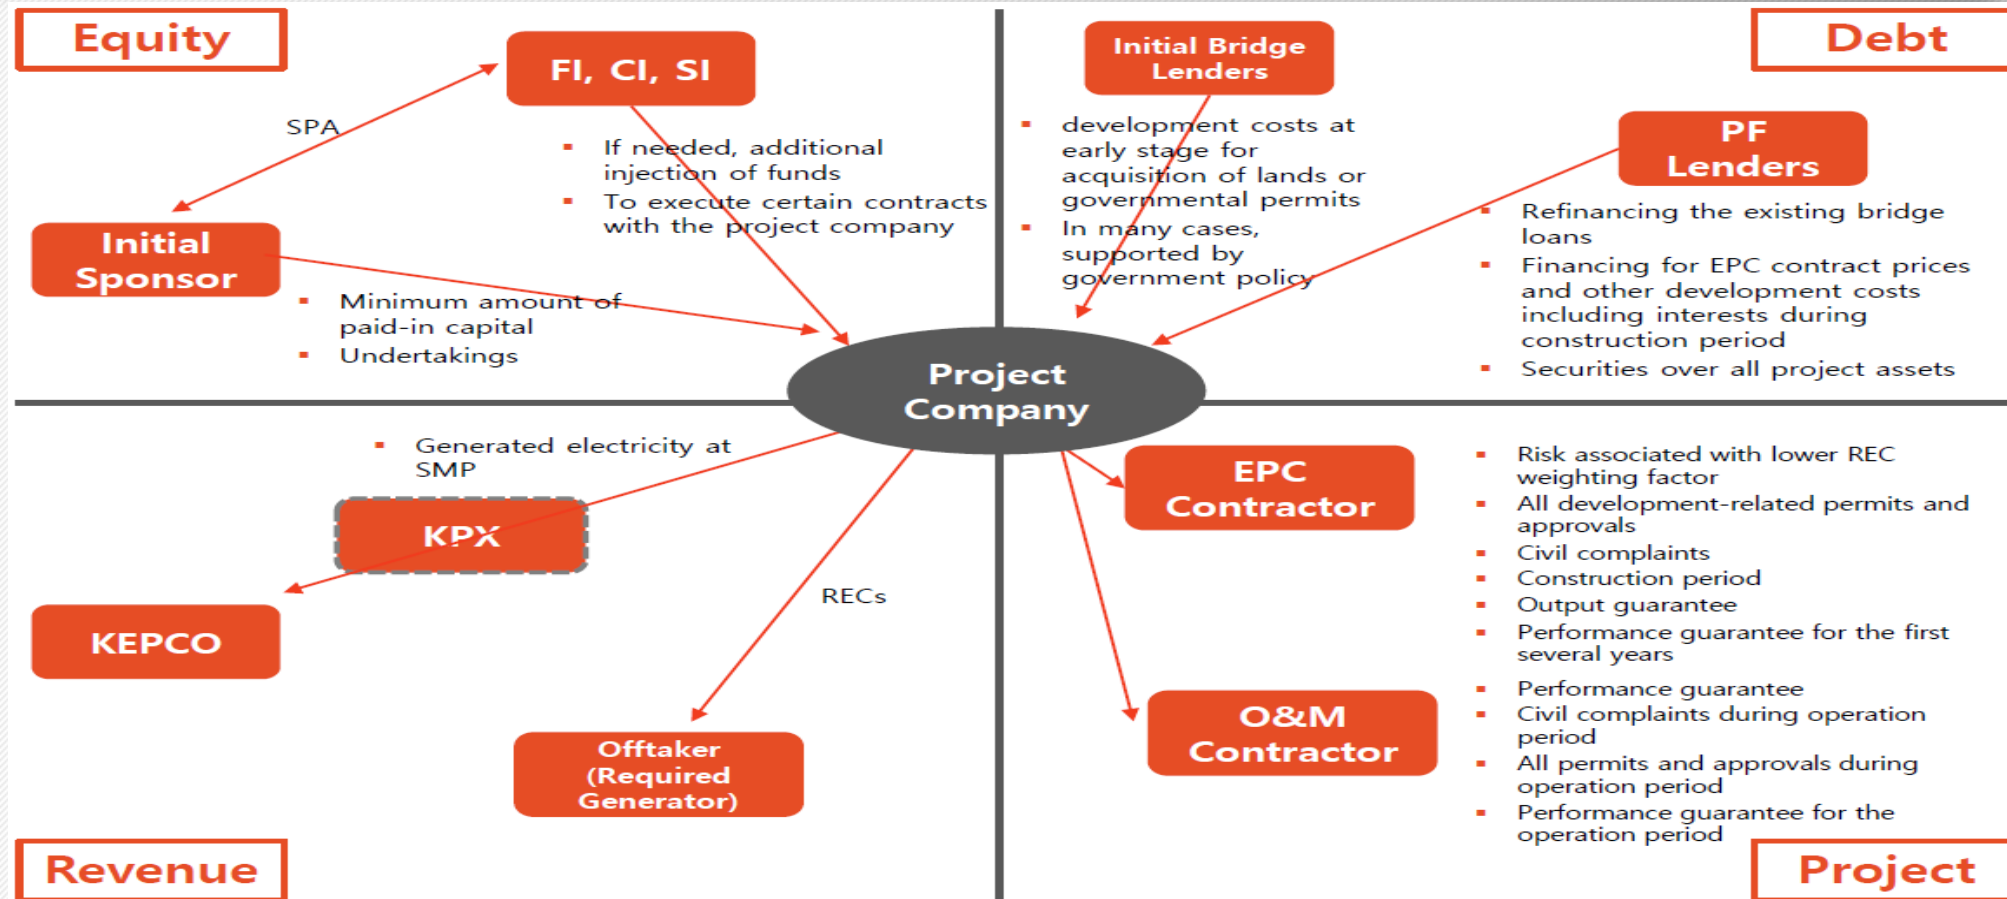 Equity
FI, CI, SI
SPA
If needed, additional
injection of funds
To execute certain contracts
with the project company
Initial
Sponsor
Minimum amount of
paid-in capital
Undertakings
Debt
Initial Bridge
Lenders
development costs at
early stage for
acquisition of lands or
governmental permits
In many cases,
supported by
government policy
PF
Lenders
Refinancing the existing bridge
loans
Financing for EPC contract prices
and other development costs
including interests during
construction period
Securities over all project assets
Project
Company
Generated electricity at
SMP
KPX
KEPCO
RECs
Offtaker
(Required
Generator)
Revenue
EPC
Contractor
Risk associated with lower REC
weighting factor
All development-related permits and
approvals
Civil complaints
Construction period
Output guarantee
Performance guarantee for the first
several years
O&M
Contractor
Performance guarantee
Civil complaints during operation
period
All permits and approvals during
operation period
Performance guarantee for the
operation period
Project